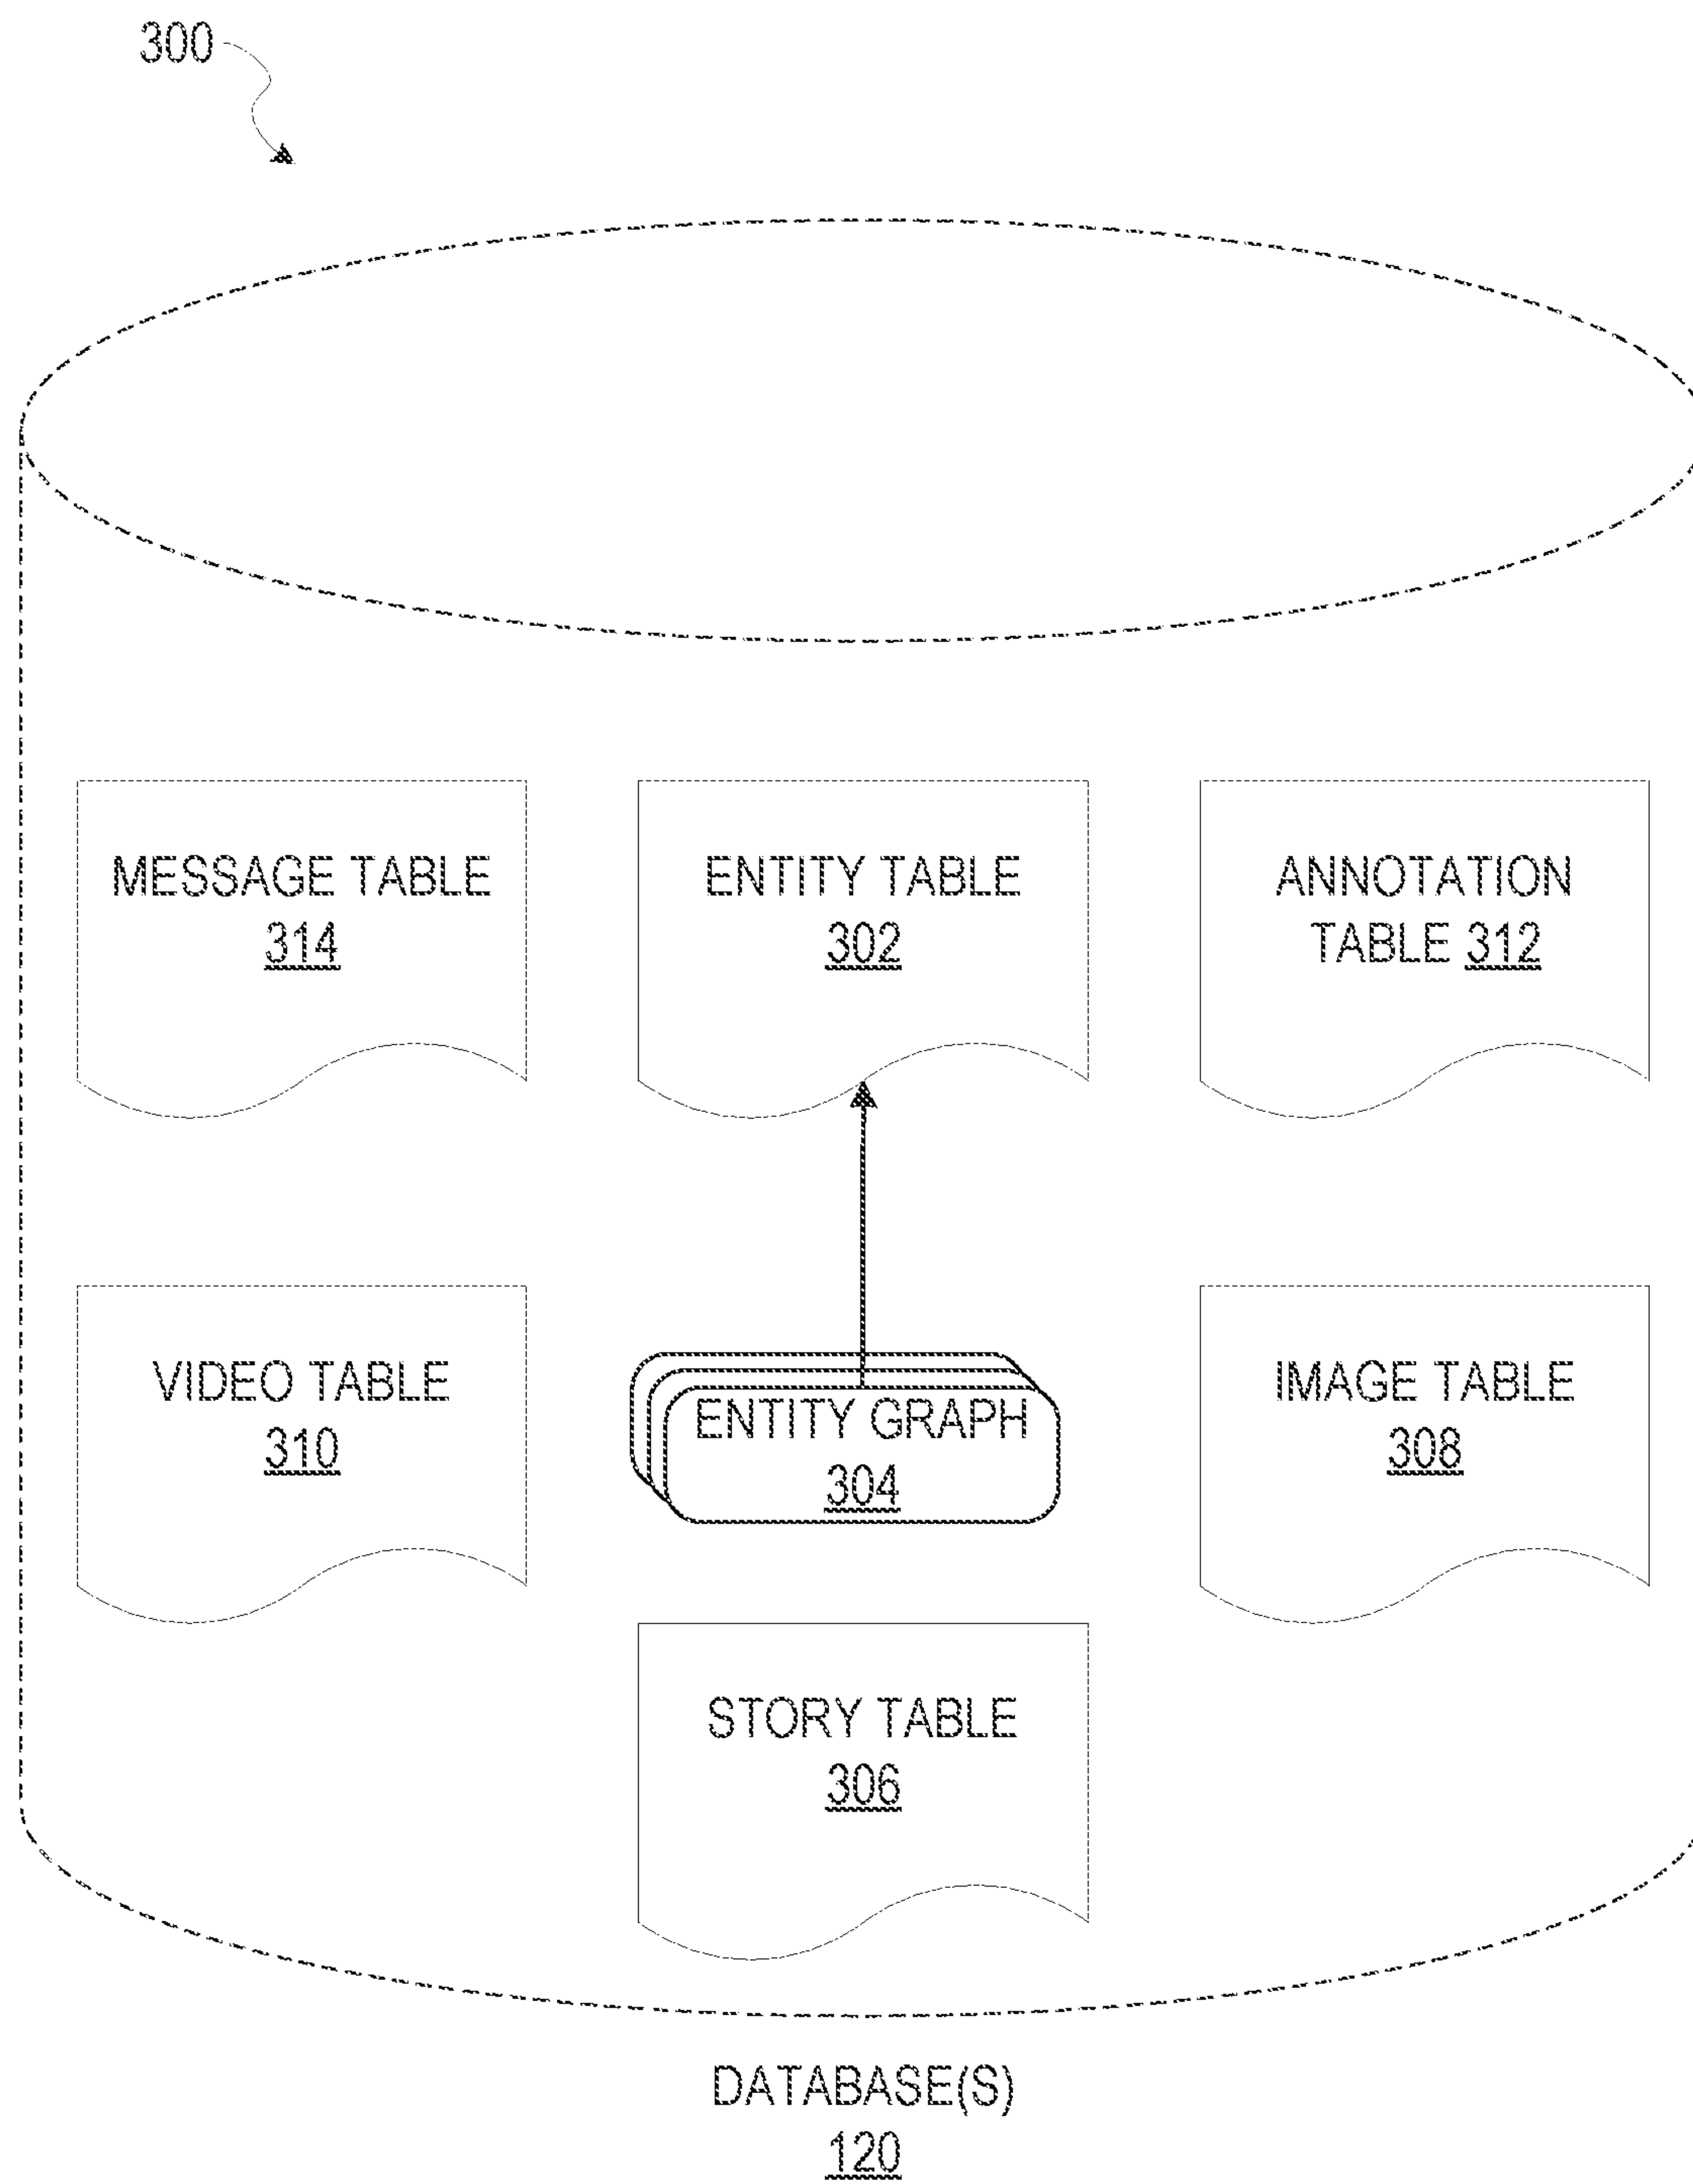 300
MESSAGE TABLE
314
ENTITY TABLE
302
ANNOTATION
TABLE 312
VIDEO TABLE
310
ENTITY GRAPH
304
IMAGE TABLE
308
STORY TABLE
306
DATABASE(S)
120